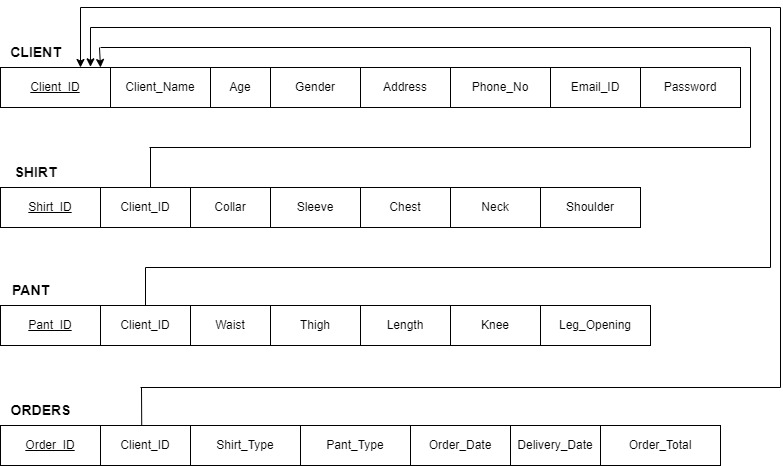 CLIENT
Client_ID Client_Name Age Gender Address Phone_No Email_ID Password
SHIRT
Shirt_ID Client_ID Collar Sleeve Chest Neck Shoulder
PANT
Pant_ID Client_ID Waist Thigh Length Knee Leg_Opening
ORDERS
Order_ID Client_ID Shirt_Type Pant_Type Order_Date Delivery_Date Order_Total